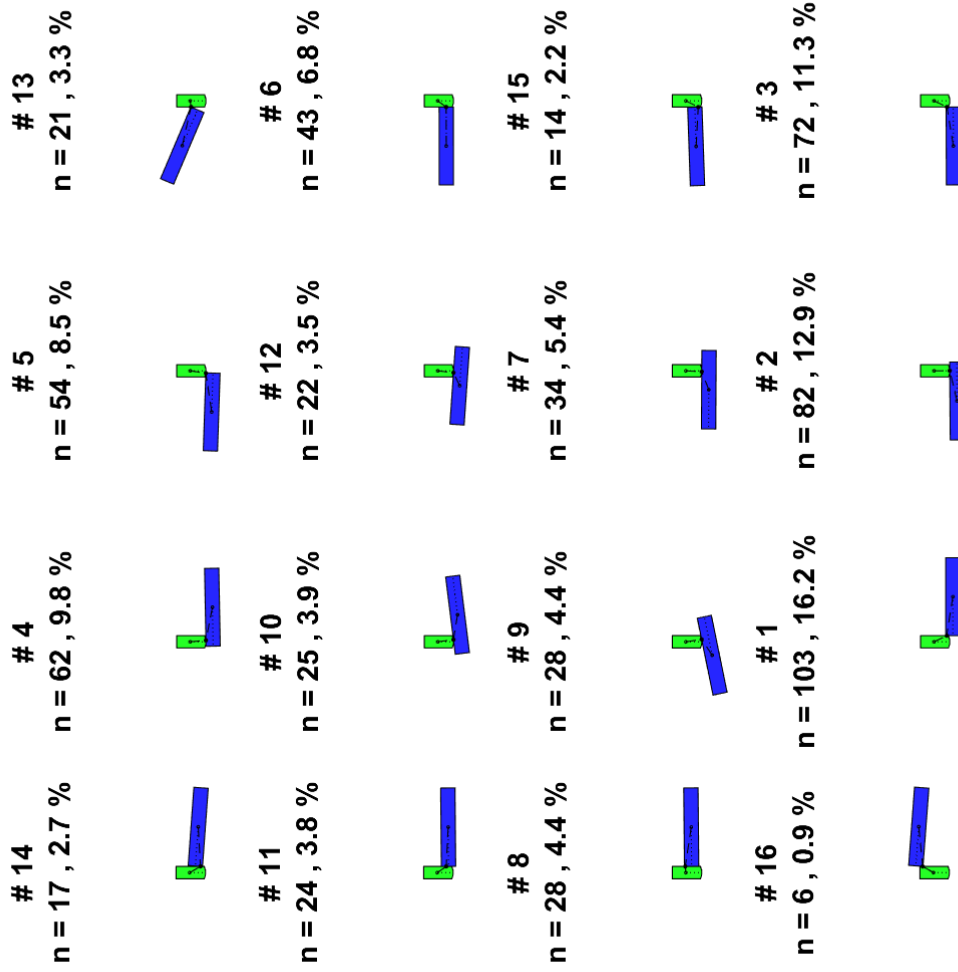 # 14
n = 17 , 2.7 %
# 4
n = 62 , 9.8 %
# 5
n = 54 , 8.5 %
# 13
n = 21 , 3.3 %
# 11
n = 24 , 3.8 %
# 10
n = 25 , 3.9 %
# 12
n = 22 , 3.5 %
# 6
n = 43 , 6.8 %
# 8
n = 28 , 4.4 %
# 9
n = 28 , 4.4 %
# 7
n = 34 , 5.4 %
# 15
n = 14 , 2.2 %
# 16
n = 6 , 0.9 %
# 1
n = 103 , 16.2 %
# 2
n = 82 , 12.9 %
# 3
n = 72 , 11.3 %